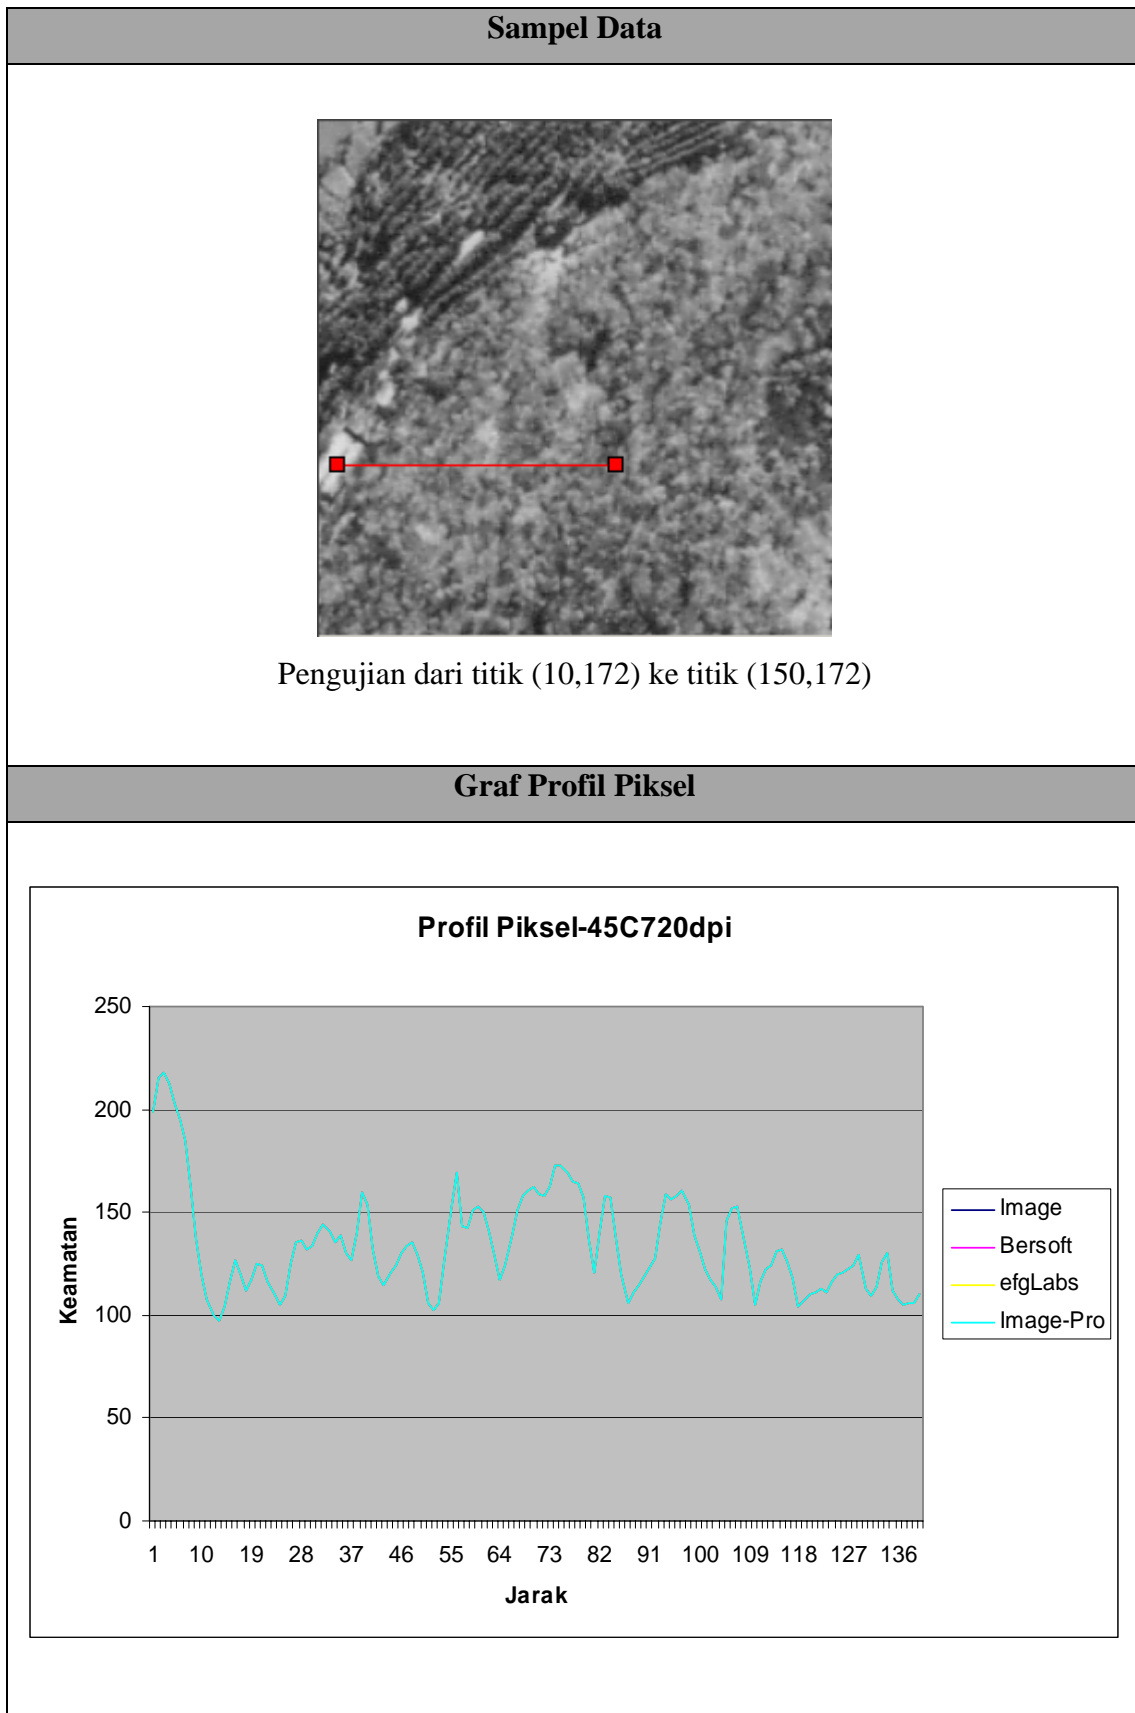 Sampel Data
Pengujian dari titik (10,172) ke titik (150,172)
Graf Profil Piksel
Profil Piksel-45C720dpi
250
200
150
100
50
0
Keamatan
1 10 19 28 37 46 55 64 73 82 91 100 109 118 127 136
Jarak
Image
Bersoft
efgLabs
Image-Pro